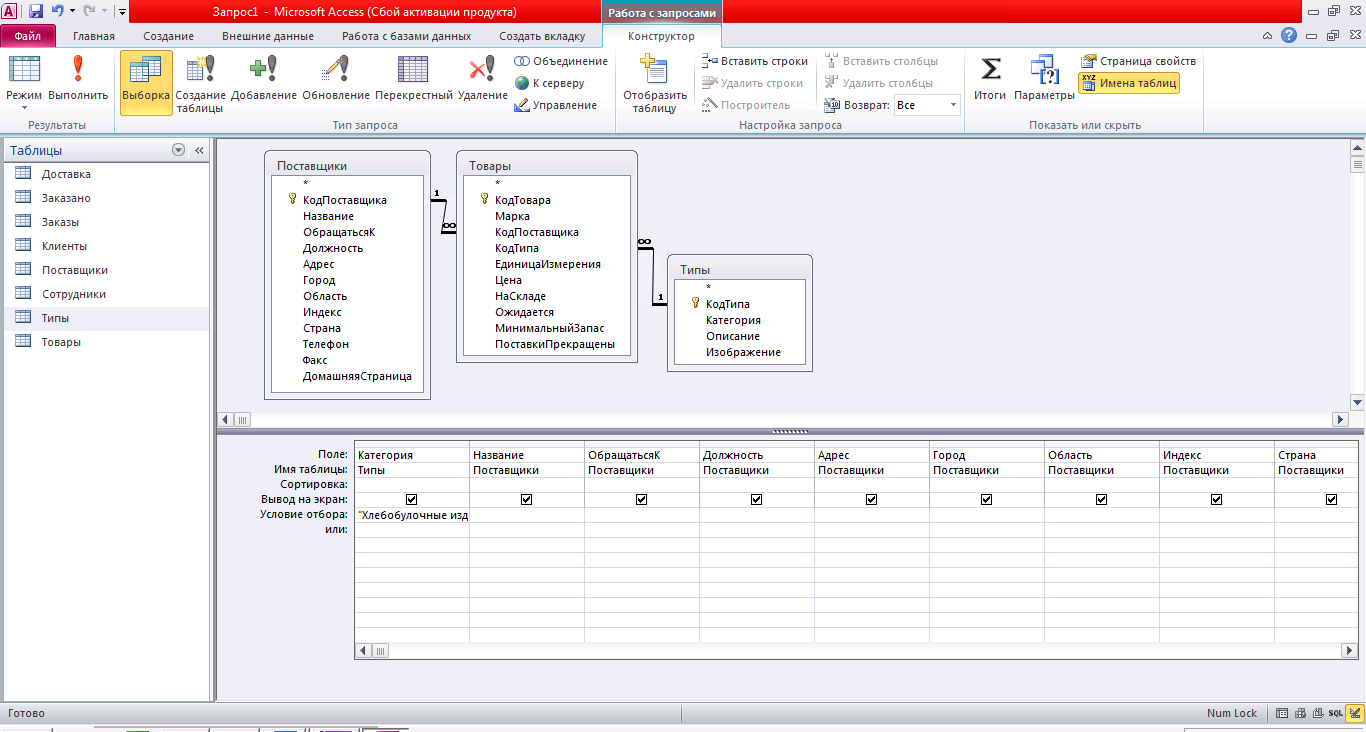 Запрос1 - Microsoft Access (Сбой активации продукта)
Работа с запросами
Файл Главная Создание Внешние данные Работа с базами данных Создать вкладку Конструктор
Режим Выполнить
Результаты
Выборка Создание таблицы Добавление Обновление Перекрестный Удаление
Объединение
К серверу
Управление
Тип запроса
Отобразить таблицу
Вставить строки
Удалить строки
Построитель
Вставить столбцы
Удалить столбцы
Возврат: Все
Настройка запроса
Итоги Параметры
Страница свойств
XYZ Имена таблиц
Показать или скрыть
Таблицы
Доставка
Заказано
Заказы
Клиенты
Поставщики
Сотрудники
Типы
Товары
Поставщики
*
КодПоставщика
Название
ОбращатьсяК
Должность
Адрес
Город
Область
Индекс
Страна
Телефон
Факс
ДомашняяСтраница
1
∞
Товары
*
КодТовара
Марка
КодПоставщика
КодТипа
ЕдиницаИзмерения
Цена
НаСкладе
Ожидается
МинимальныйЗапас
ПоставкиПрекращены
∞
1
Типы
*
КодТипа
Категория
Описание
Изображение
Поле: Категория Название ОбращатьсяК Должность Адрес Город Область Индекс Страна
Имя таблицы: Типы Поставщики Поставщики Поставщики Поставщики Поставщики Поставщики Поставщики Поставщики
Сортировка:
Вывод на экран:
Условие отбора: "Хлебобулочные изд
или:
Готово
Num Lock
SQL